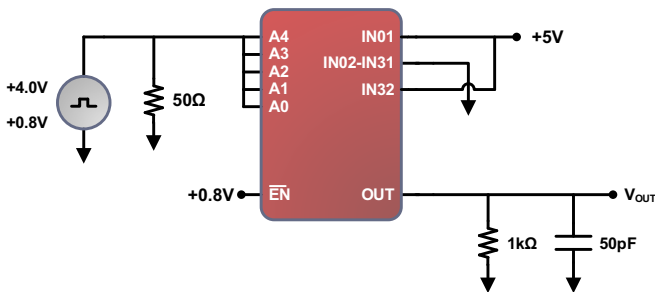 A4
A3
A2
A1
A0
IN01
IN02-IN31
IN32
+5V
+4.0V
+0.8V
50Ω
+0.8V
EN
OUT
VOUT
1kΩ
50pF